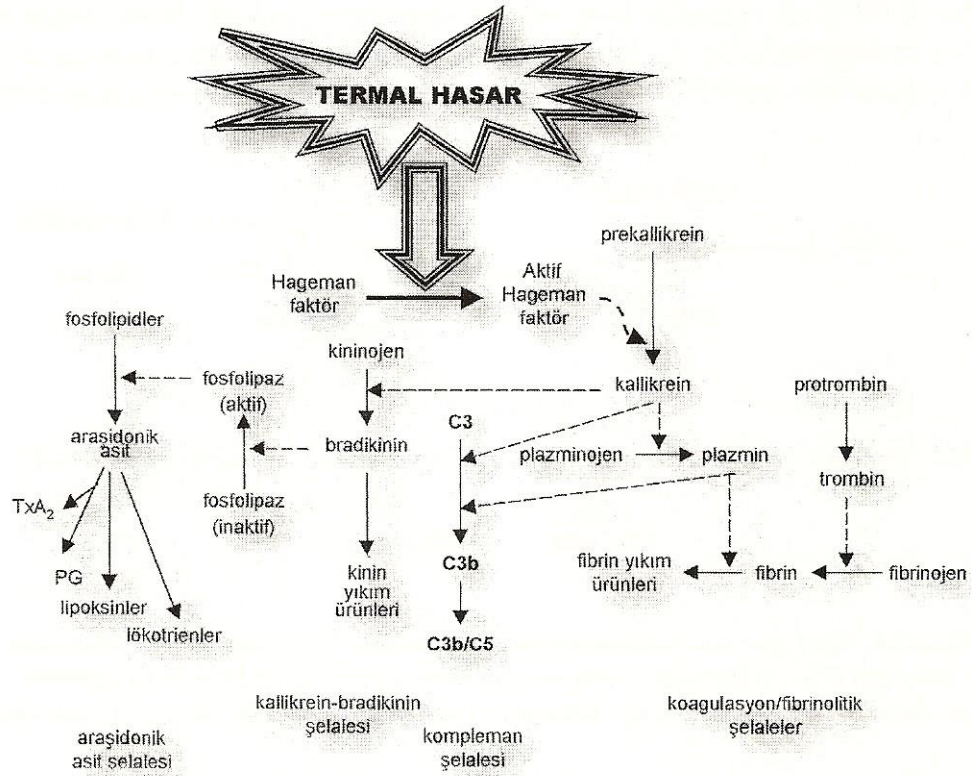 TERMAL HASAR
prekallikrein
Hageman
faktör
Aktif
Hageman
faktör
fosfolipidler
kininojen
fosfolipaz
(aktif)
kallikrein
protrombin
C3
araşidonik
asit
bradikinin
plazminojen
plazmin
trombin
TxA2
fosfolipaz
(inaktif)
PG
lipoksinler
lökotrienler
kinin
yıkım
ürünleri
C3b
fibrin yıkım
ürünleri
fibrin
fibrinojen
C3b/C5
kallikrein-bradikinin
şelalesi
koagulasyon/fibrinolitik
şelaleler
araşidonik
asit selalesi
kompleman
şelalesi